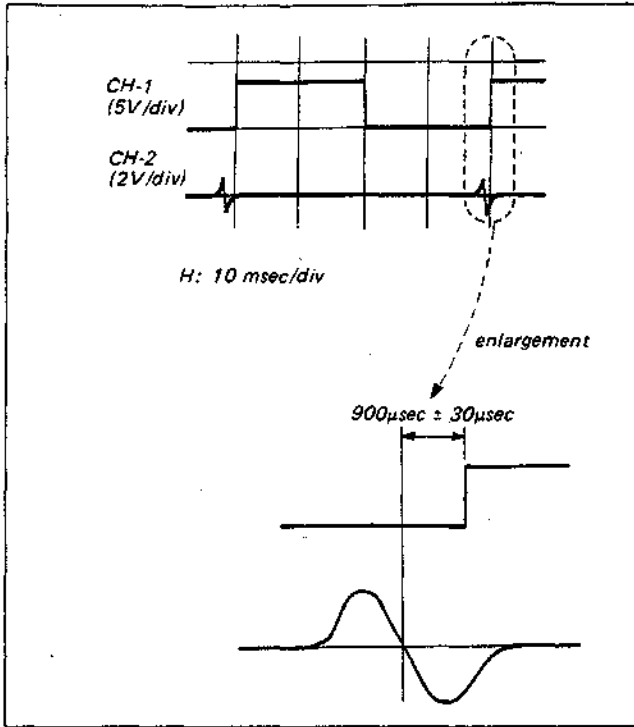 CH-1
(5V/div)
CH-2
(2V/div)
H: 10 msec/div
enlargement
900μsec ± 30μsec